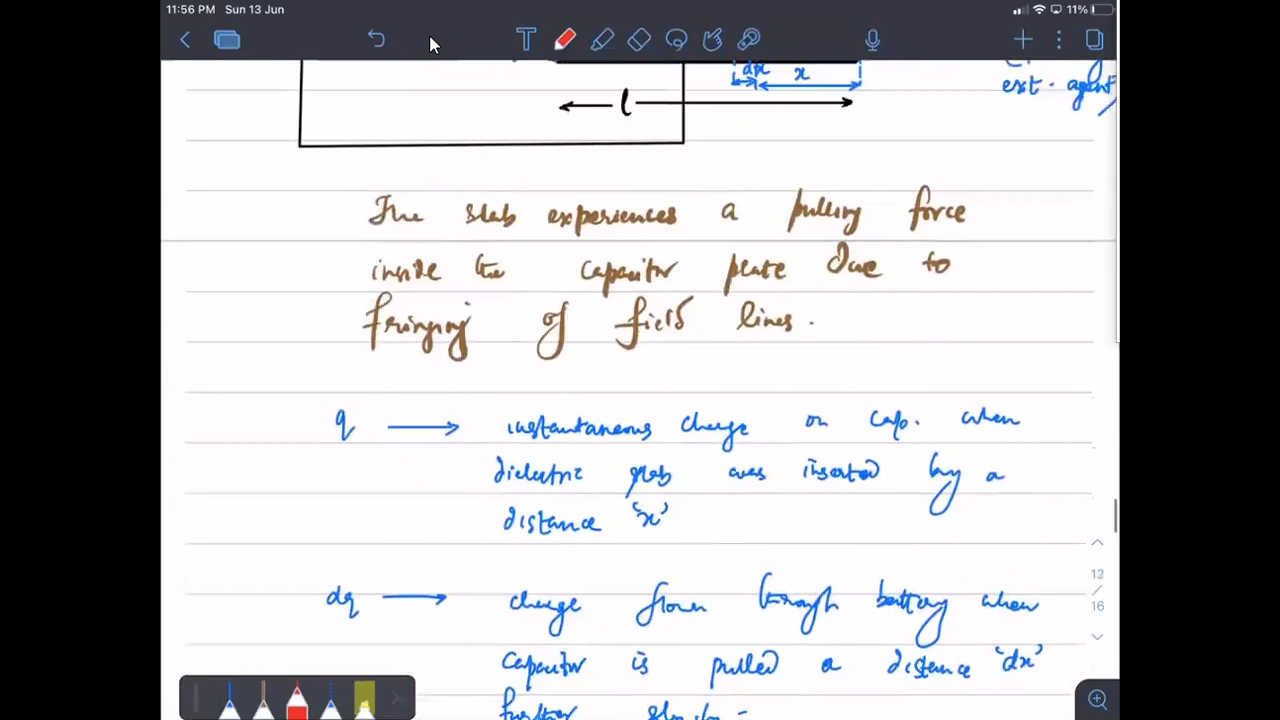 11:56 PM Sun 13 Jun 11%
T
dx x
ext. agent
l
The slab experiences a pulling force
inside the capacitor plate due to
fringing of field lines.
q → instantaneous charge on cap. when
dielectric slab was inserted by a
distance 'x'
12
/
16
dq → charge flown through battery when
capacitor is pulled a distance 'dx'
further